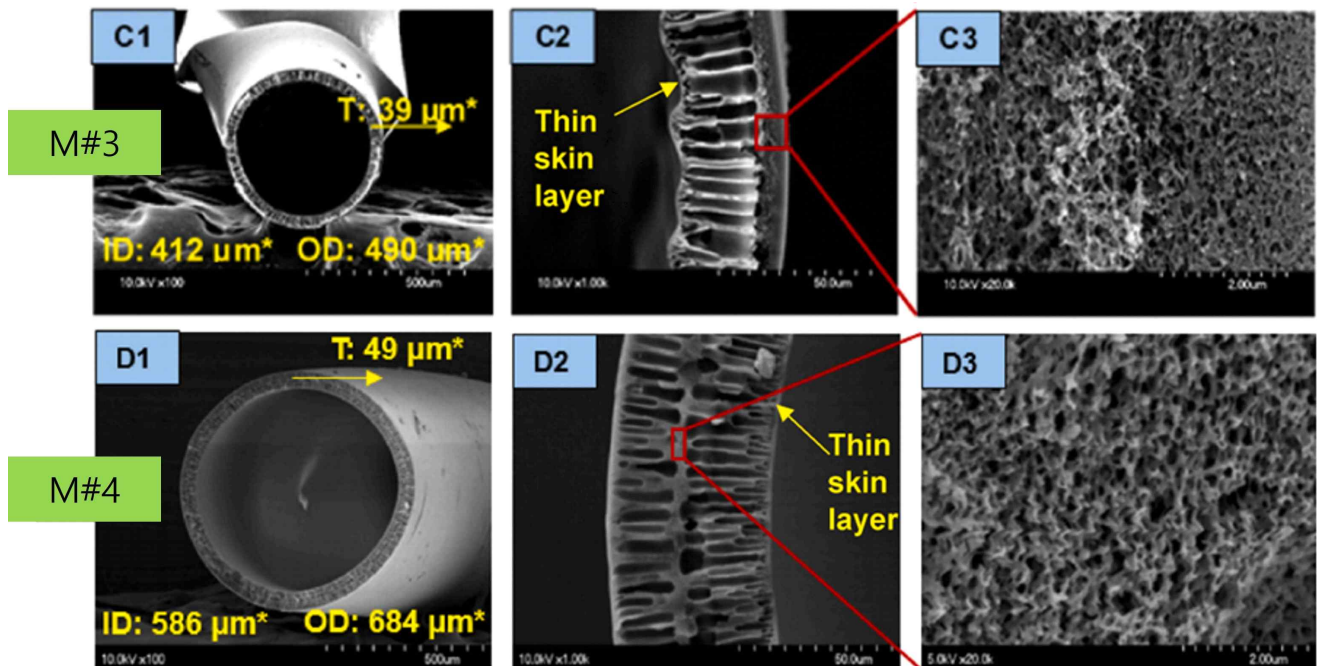 C1
C2
C3
M#3
T: 39 µm*
Thin
skin
layer
ID: 412 µm* OD: 490 µm*
10.0kV x100
500um
10.0kV x1.00k
50.0um
10.0kV x20.0k
2.00um
D1
T: 49 µm*
D2
D3
M#4
Thin
skin
layer
ID: 586 µm* OD: 684 µm*
10.0kV x100
500um
10.0kV x1.00k
50.0um
5.0kV x20.0k
2.00um